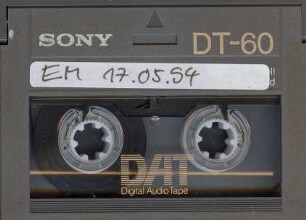 SONY DT-60
EM 17.05.94
DAT
Digital Audio Tape